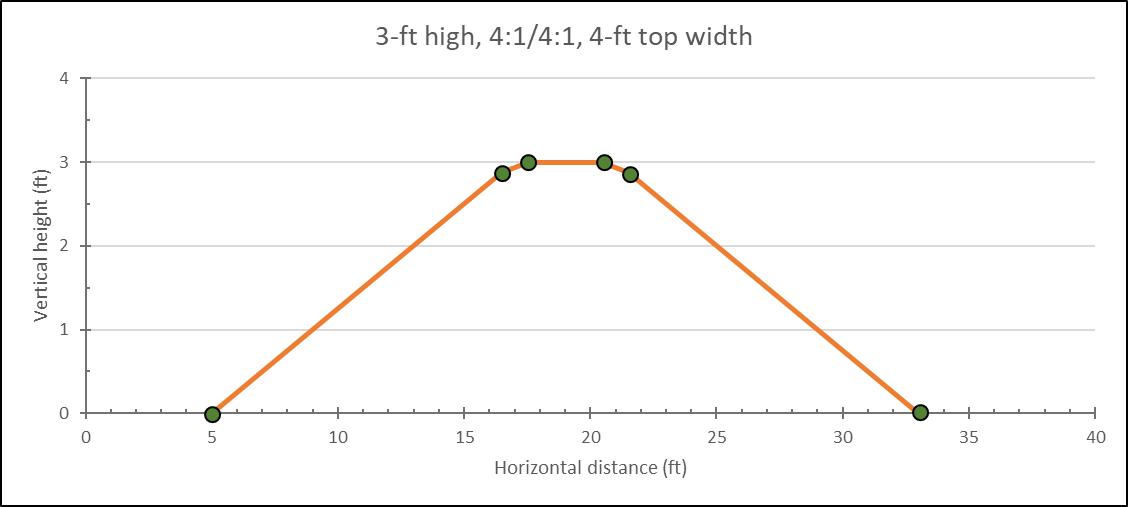 3-ft high, 4:1/4:1, 4-ft top width
4
3
2
1
0
Vertical height (ft)
0 5 10 15 20 25 30 35 40
Horizontal distance (ft)